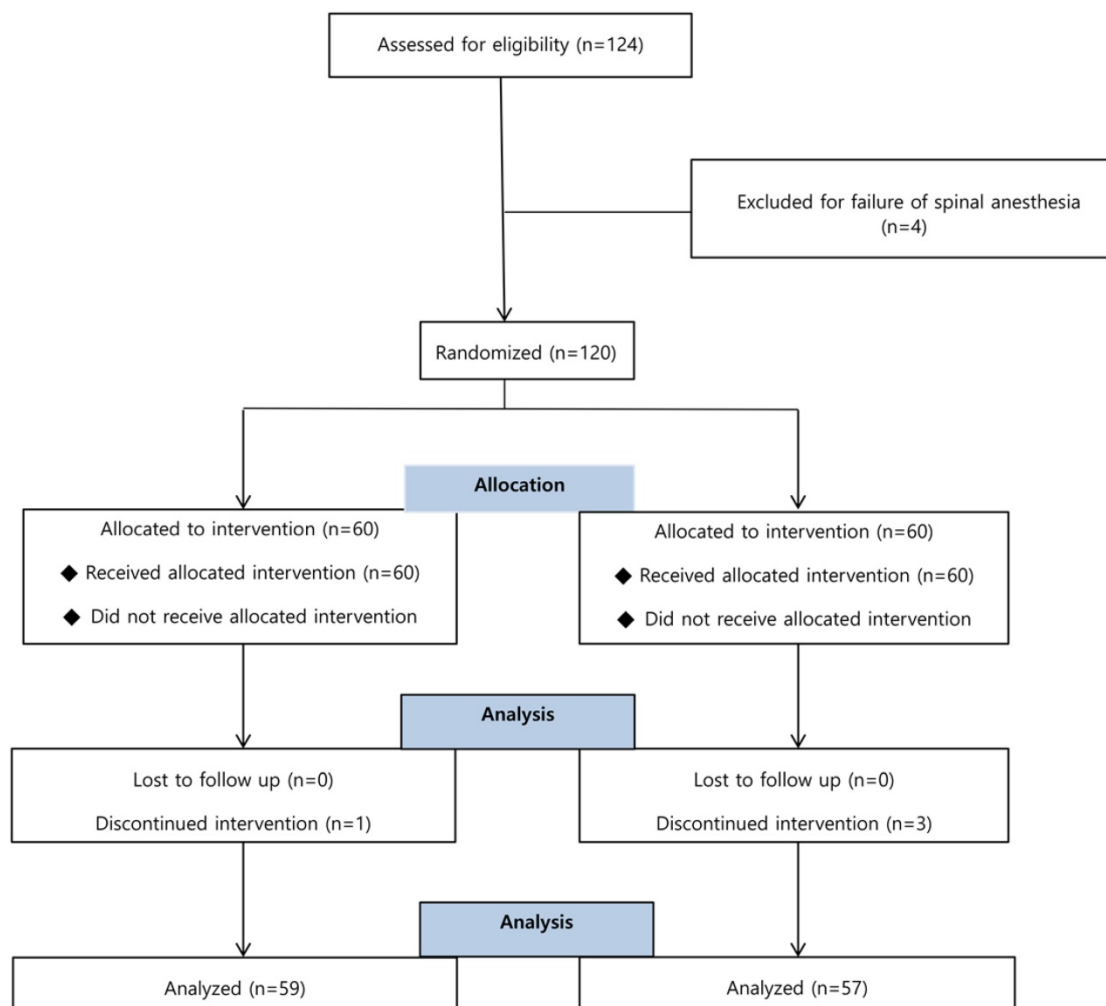 Assessed for eligibility (n=124)
Excluded for failure of spinal anesthesia
(n=4)
Randomized (n=120)
Allocation
Allocated to intervention (n=60)
◆ Received allocated intervention (n=60)
◆ Did not receive allocated intervention
Allocated to intervention (n=60)
◆ Received allocated intervention (n=60)
◆ Did not receive allocated intervention
Analysis
Lost to follow up (n=0)
Discontinued intervention (n=1)
Lost to follow up (n=0)
Discontinued intervention (n=3)
Analysis
Analyzed (n=59)
Analyzed (n=57)